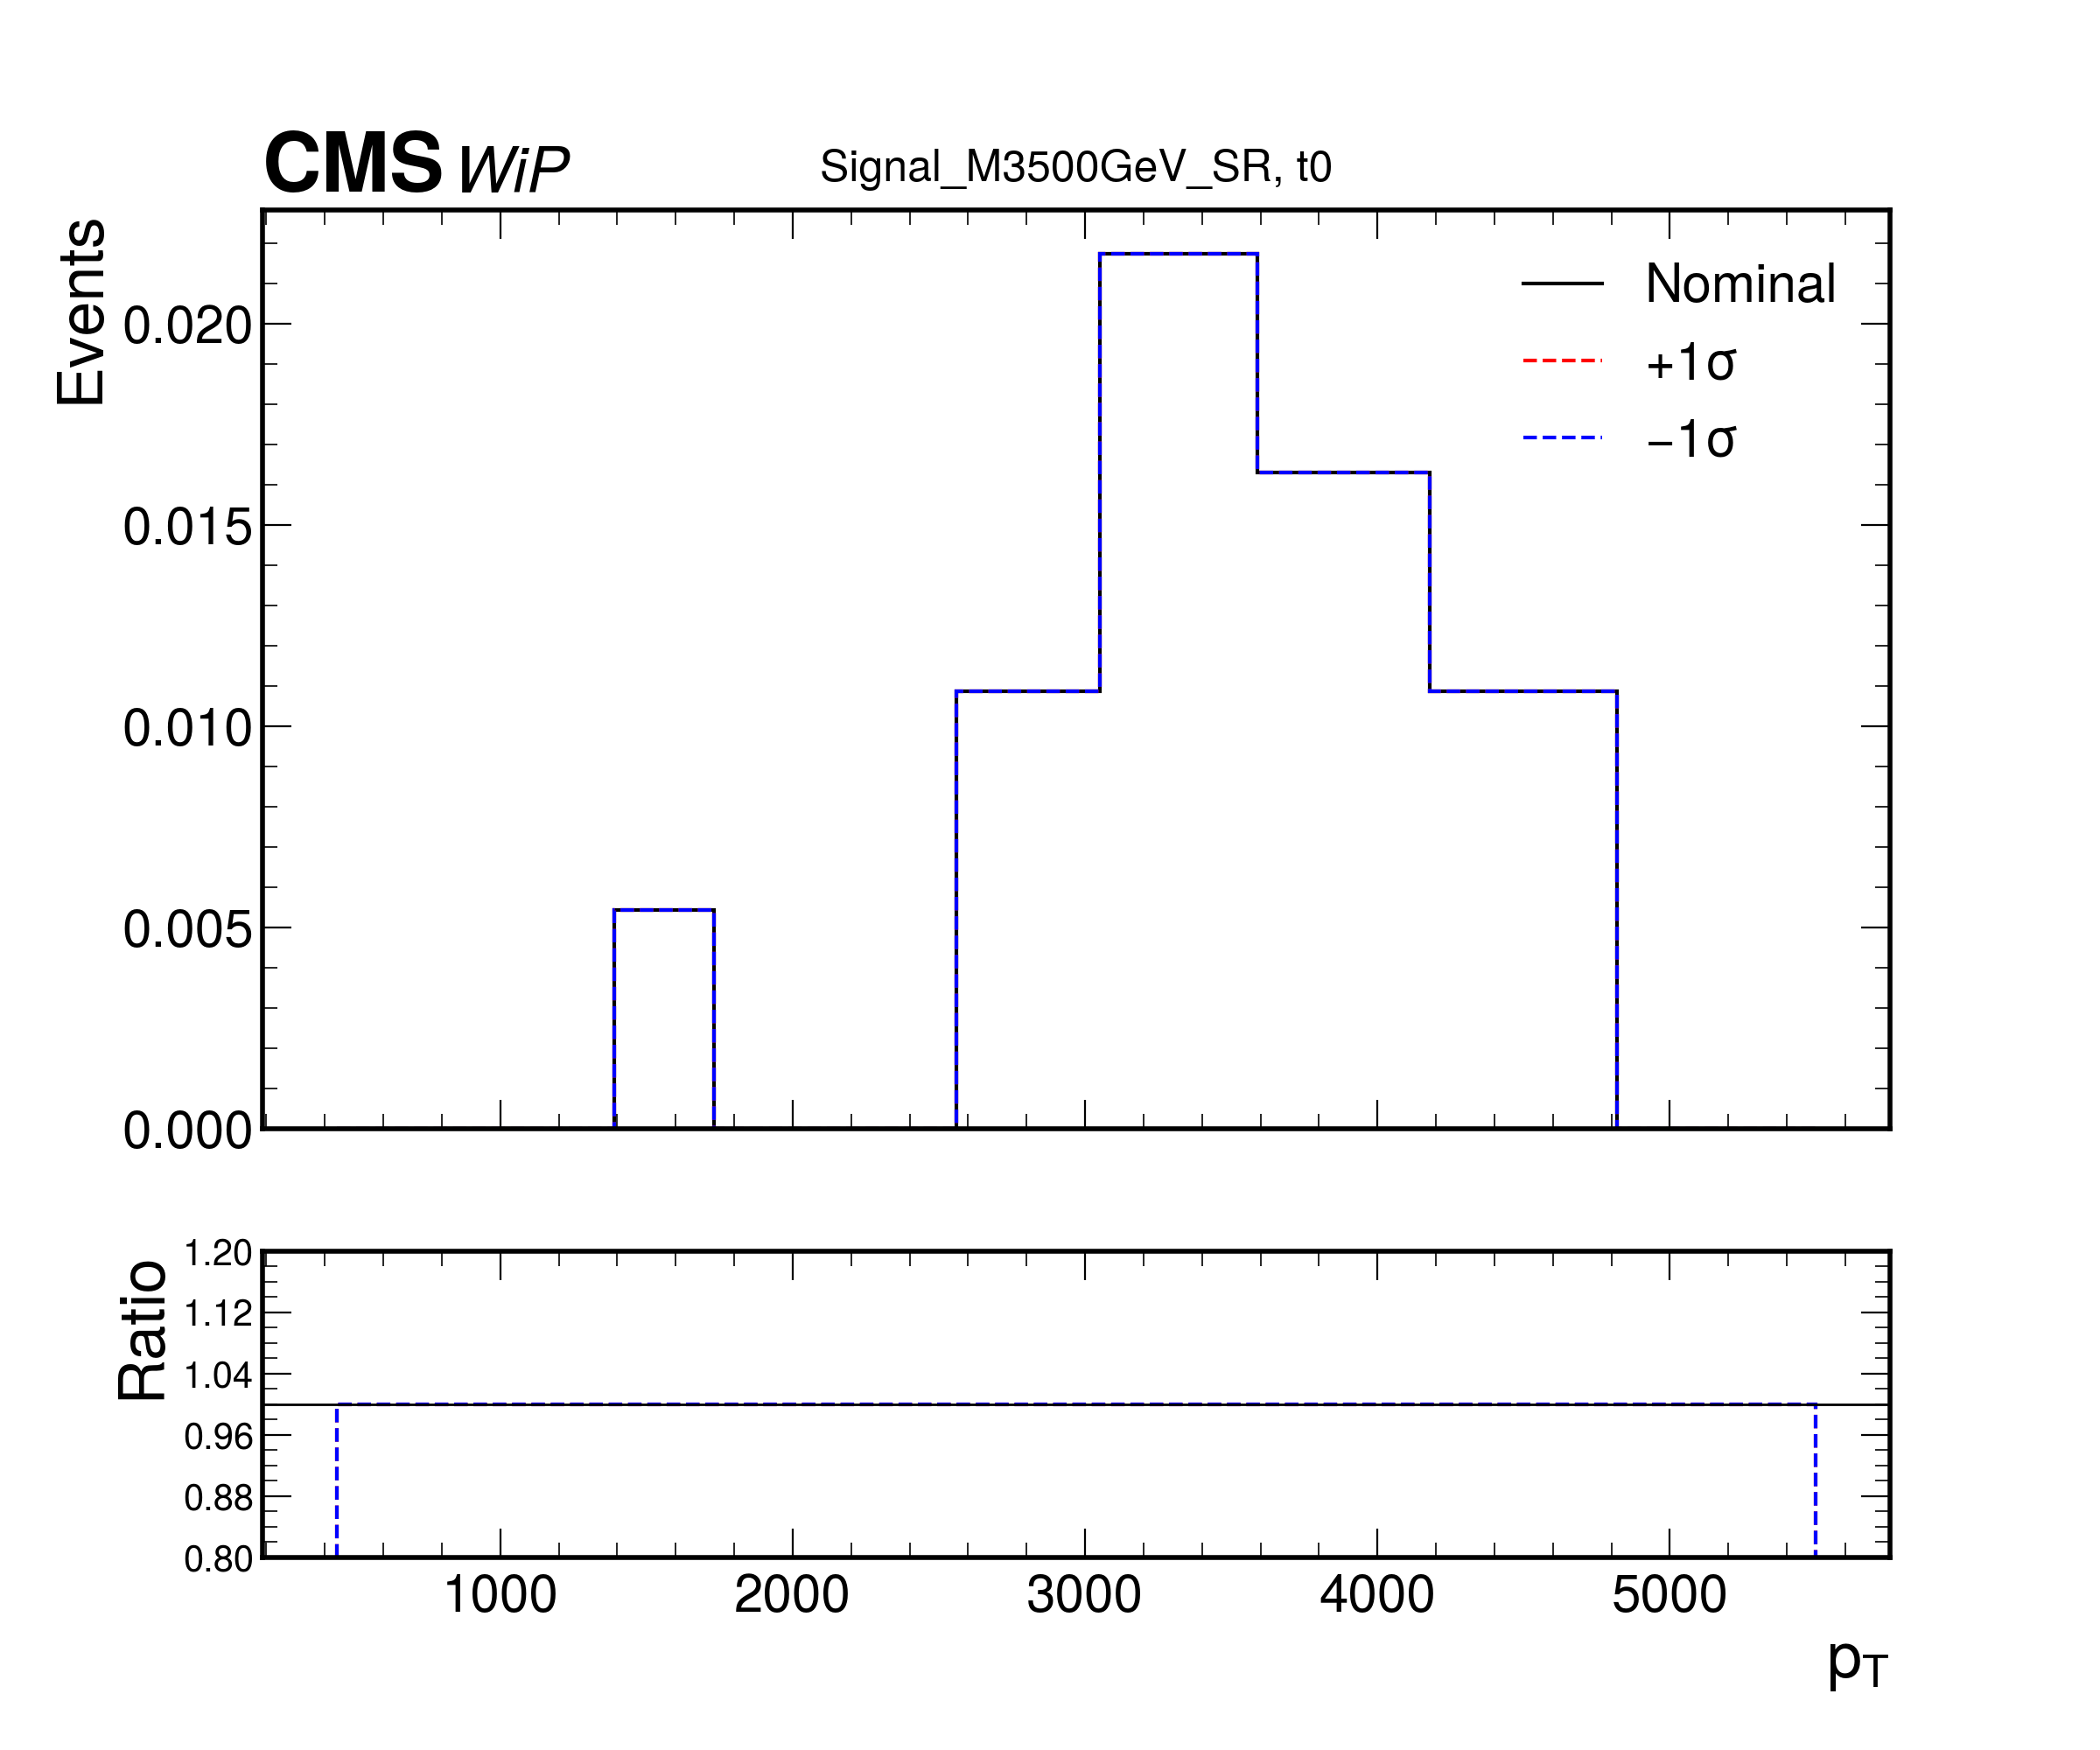 CMS WiP
Signal_M3500GeV_SR, t0
Events
0.020
0.015
0.010
0.005
0.000
Nominal
+1σ
−1σ
Ratio
1.20
1.12
1.04
0.96
0.88
0.80
1000 2000 3000 4000 5000
pT